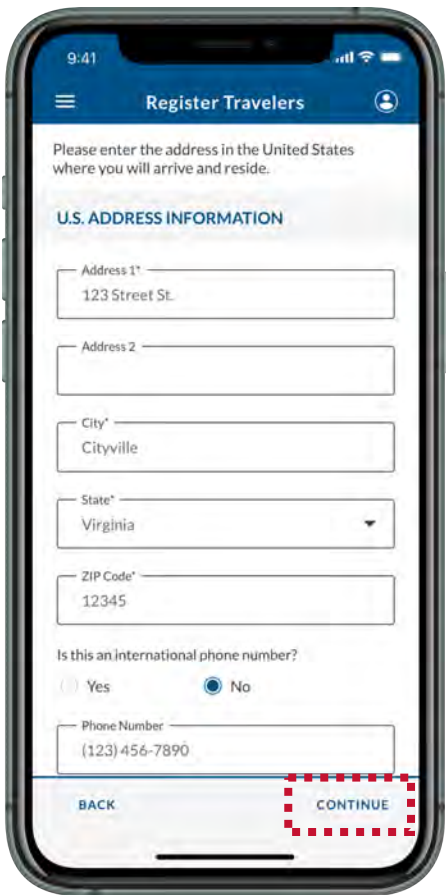 9:41
Register Travelers
Please enter the address in the United States
where you will arrive and reside.
U.S. ADDRESS INFORMATION
Address 1*
123 Street St.
Address 2
City*
Cityville
State*
Virginia
ZIP Code*
12345
Is this an international phone number?
Yes No
Phone Number
(123) 456-7890
BACK CONTINUE